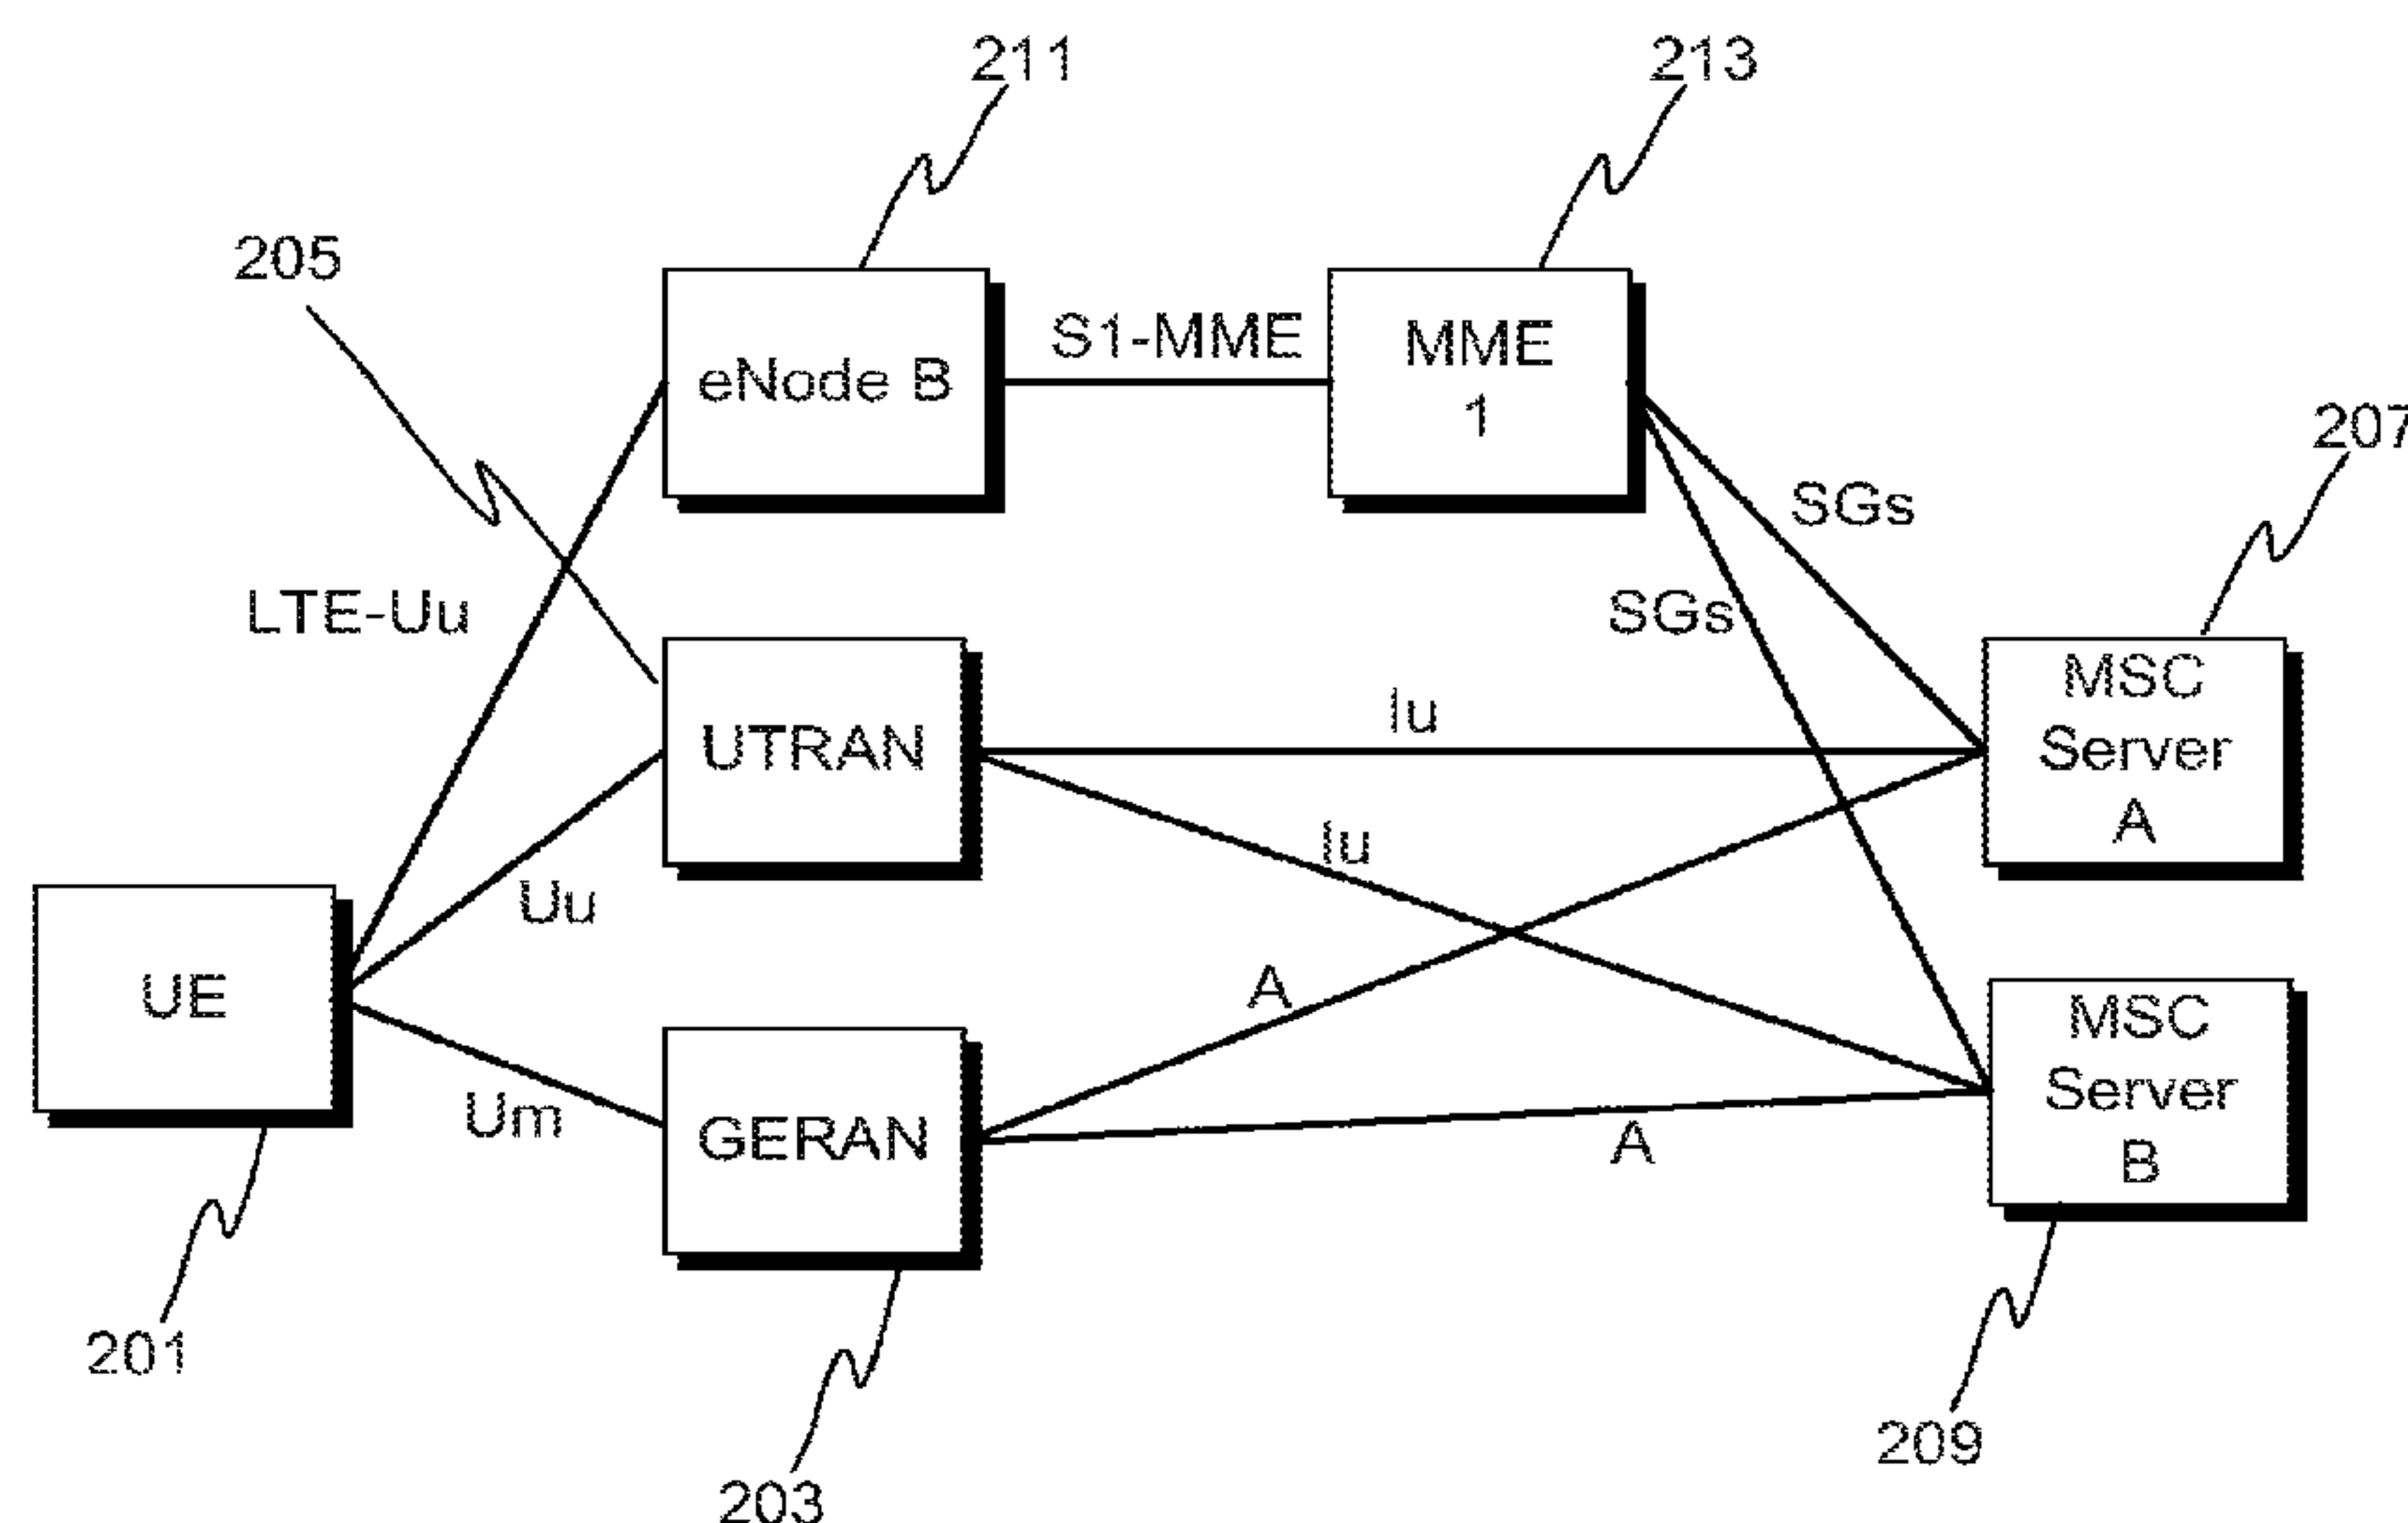 211
213
205
eNode B
S1-MME
MME
1
207
SGs
LTE-Uu
SGs
UTRAN
Iu
MSC
Server
A
Iu
Uu
UE
A
MSC
Server
B
Um
GERAN
A
201
203
209